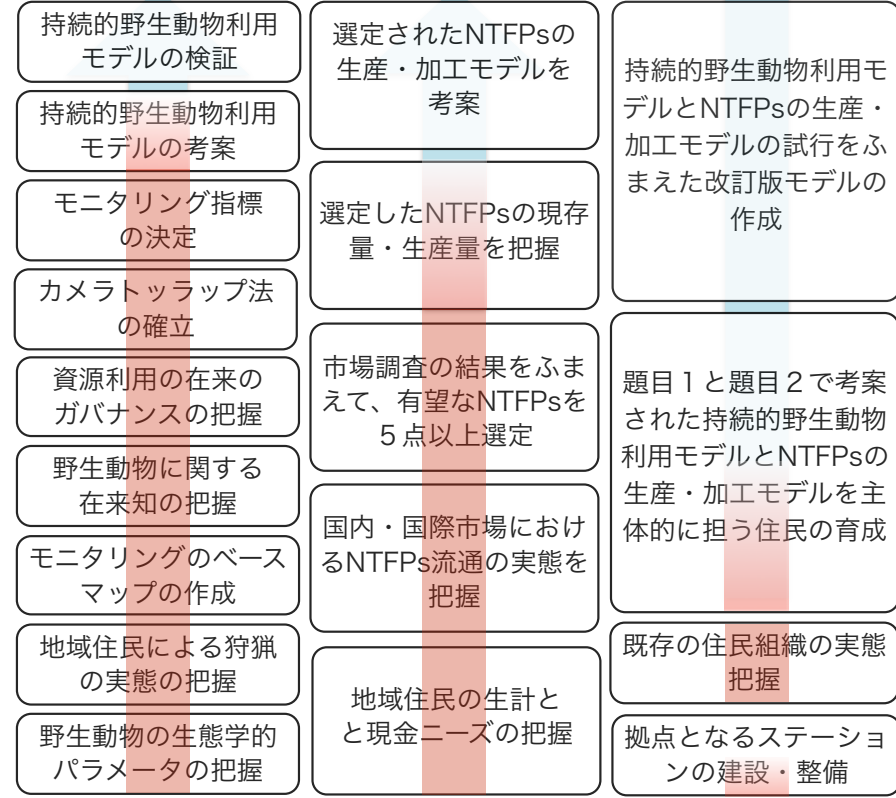 持続的野生動物利用
モデルの検証
持続的野生動物利用
モデルの考案
モニタリング指標
の決定
カメラトッラップ法
の確立
資源利用の在来の
ガバナンスの把握
野生動物に関する
在来知の把握
モニタリングのベース
マップの作成
地域住民による狩猟
の実態の把握
野生動物の生態学的
パラメータの把握
選定されたNTFPsの
生産・加工モデルを
考案
選定したNTFPsの現存
量・生産量を把握
市場調査の結果をふま
えて、有望なNTFPsを
５点以上選定
国内・国際市場におけ
るNTFPs流通の実態を
把握
地域住民の生計と
と現金ニーズの把握
持続的野生動物利用モ
デルとNTFPsの生産・
加工モデルの試行をふ
まえた改訂版モデルの
作成
題目１と題目２で考案
された持続的野生動物
利用モデルとNTFPsの
生産・加工モデルを主
体的に担う住民の育成
既存の住民組織の実態
把握
拠点となるステーショ
ンの建設・整備